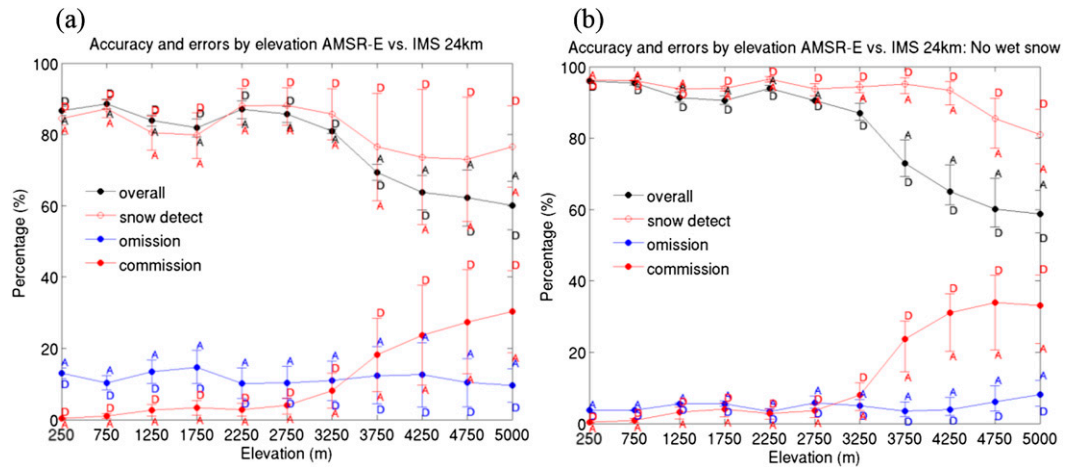 (a)
Accuracy and errors by elevation AMSR-E vs. IMS 24km
100
80
60
40
20
0
Percentage (%)
overall
snow detect
omission
commission
250 750 1250 1750 2250 2750 3250 3750 4250 4750 5000
Elevation (m)
(b)
Accuracy and errors by elevation AMSR-E vs. IMS 24km: No wet snow
100
80
60
40
20
0
Percentage (%)
overall
snow detect
omission
commission
250 750 1250 1750 2250 2750 3250 3750 4250 4750 5000
Elevation (m)